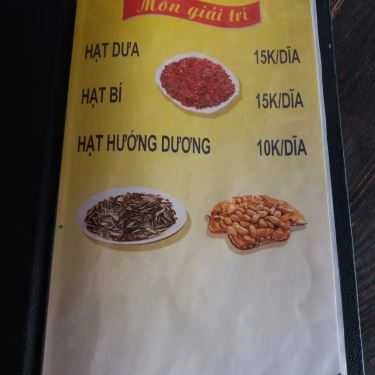 Món giải trí
HẠT DƯA 15K/DĨA
HẠT BÍ 15K/DĨA
HẠT HƯỚNG DƯƠNG 10K/DĨA